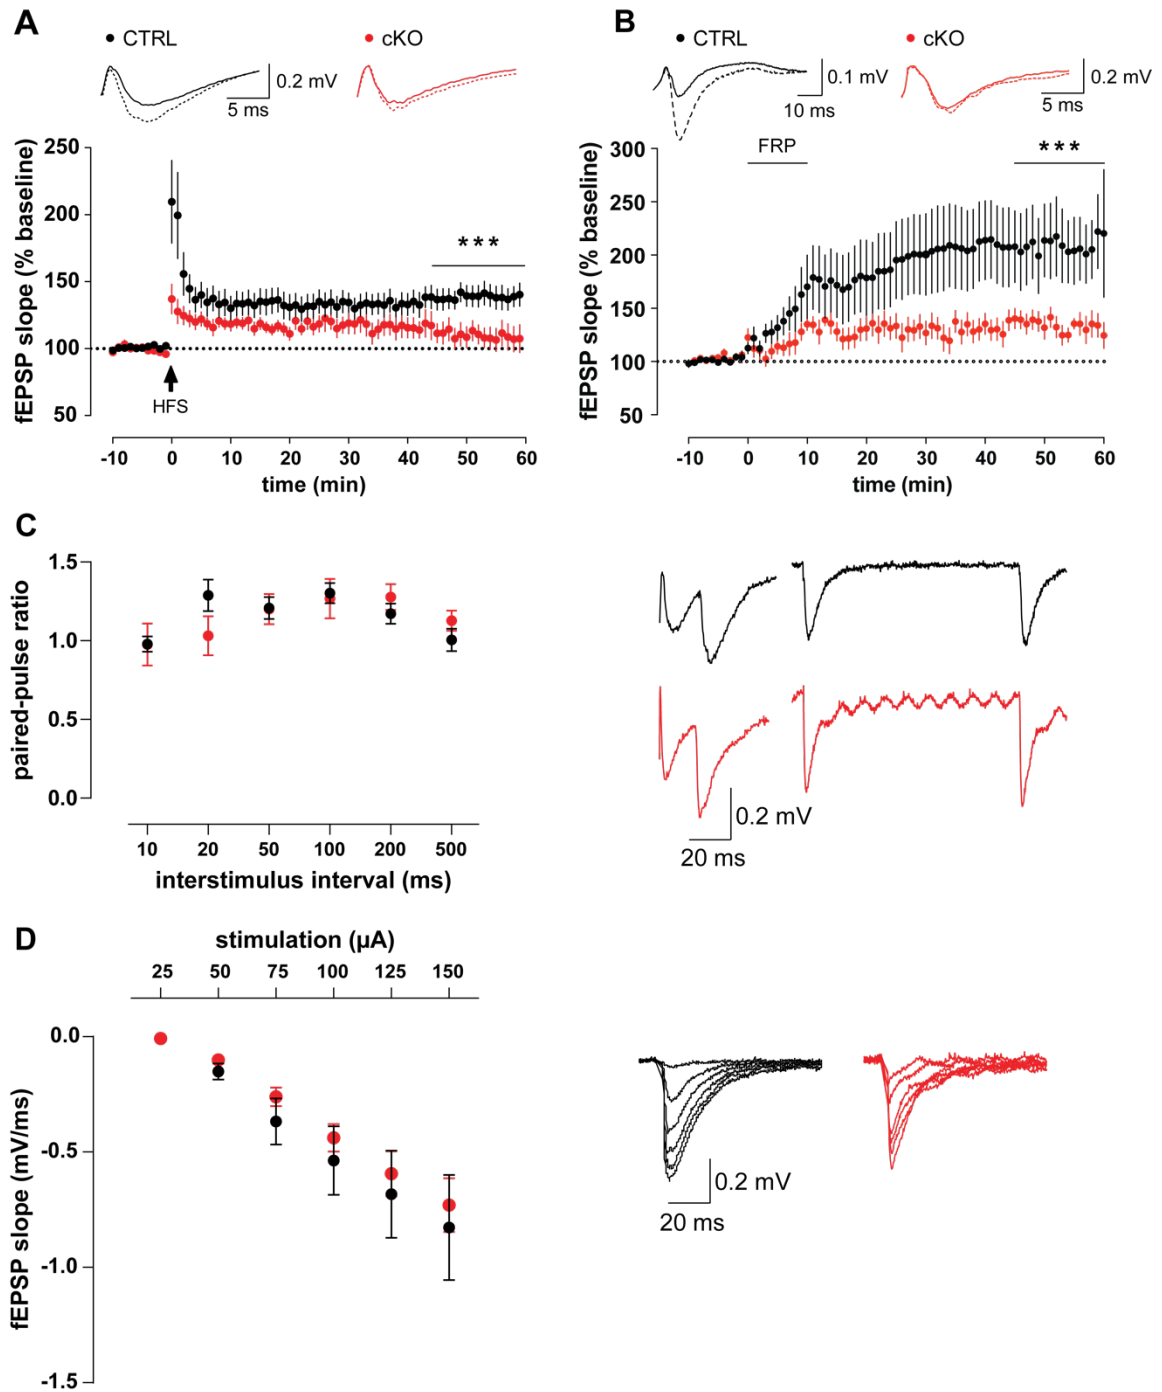 A
CTRL
cKO
0.2 mV
5 ms
fEPSP slope (% baseline)
250
200
150
100
50
***
HFS
-10 0 10 20 30 40 50 60
time (min)
B
CTRL
cKO
0.1 mV
10 ms
0.2 mV
5 ms
fEPSP slope (% baseline)
300
250
200
150
100
50
FRP
***
-10 0 10 20 30 40 50 60
time (min)
C
paired-pulse ratio
1.5
1.0
0.5
0.0
10 20 50 100 200 500
interstimulus interval (ms)
0.2 mV
20 ms
D
stimulation (µA)
25 50 75 100 125 150
fEPSP slope (mV/ms)
0.0
-0.5
-1.0
-1.5
0.2 mV
20 ms